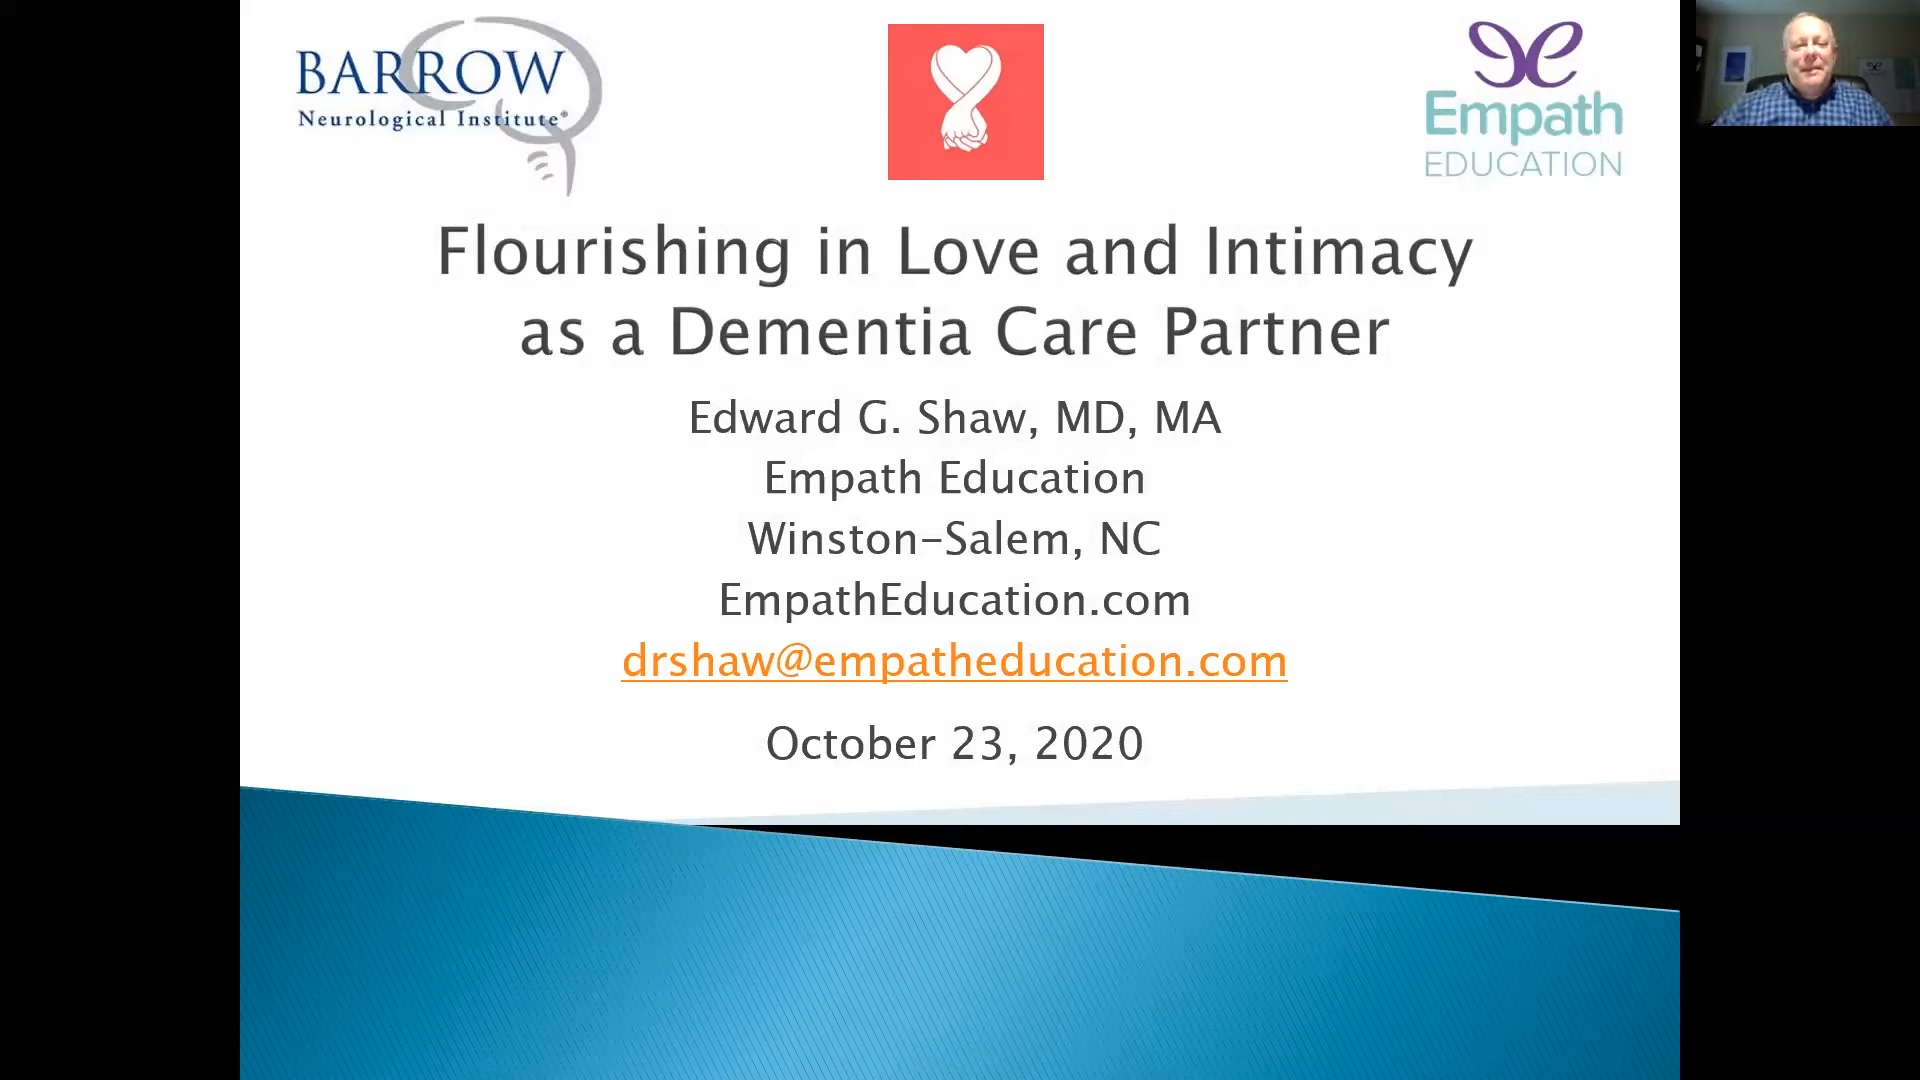 BARROW
Neurological Institute®
Empath
EDUCATION
Flourishing in Love and Intimacy
as a Dementia Care Partner
Edward G. Shaw, MD, MA
Empath Education
Winston-Salem, NC
EmpathEducation.com
drshaw@empatheducation.com
October 23, 2020